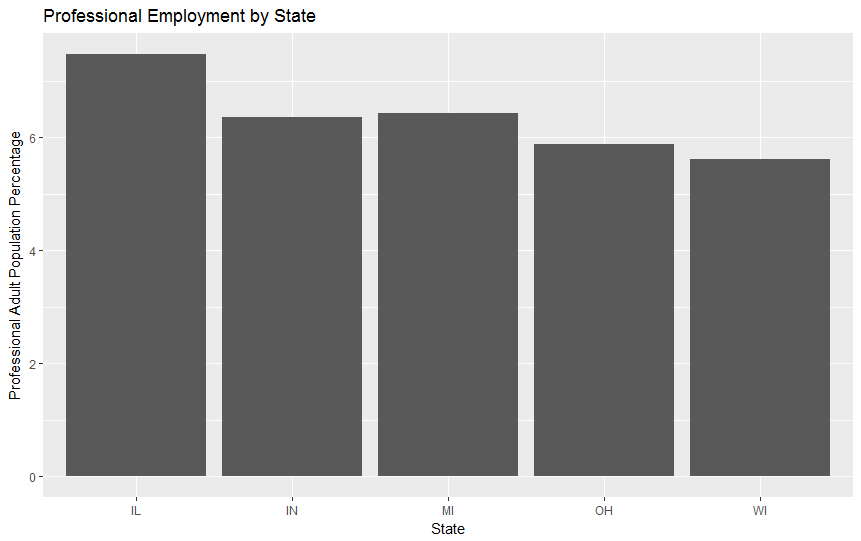 Professional Employment by State
Professional Adult Population Percentage
6
4
2
0
IL IN MI OH WI
State